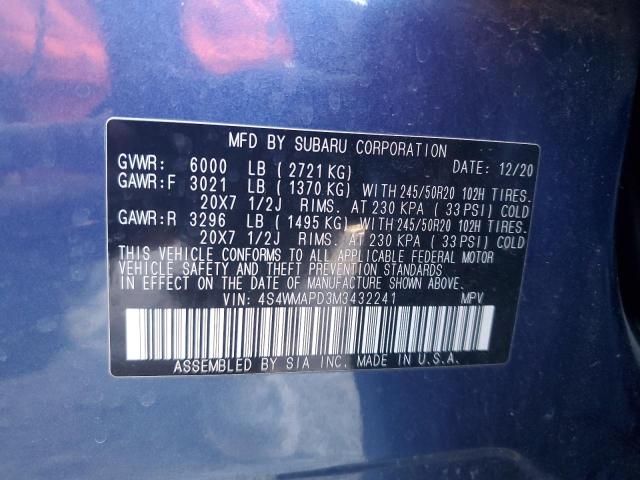 MFD BY SUBARU CORPORATION
GVWR: 6000 LB ( 2721 KG) DATE: 12/20
GAWR:F 3021 LB ( 1370 KG) WITH 245/50R20 102H TIRES.
20X7 1/2J RIMS. AT 230 KPA ( 33 PSI) COLD
GAWR:R 3296 LB ( 1495 KG) WITH 245/50R20 102H TIRES.
20X7 1/2J RIMS. AT 230 KPA ( 33 PSI) COLD
THIS VEHICLE CONFORMS TO ALL APPLICABLE FEDERAL MOTOR
VEHICLE SAFETY AND THEFT PREVENTION STANDARDS
IN EFFECT ON THE DATE OF MANUFACTURE SHOWN ABOVE.
VIN: 4S4WMAPD3M3432241 MPV
ASSEMBLED BY SIA INC. MADE IN U.S.A.